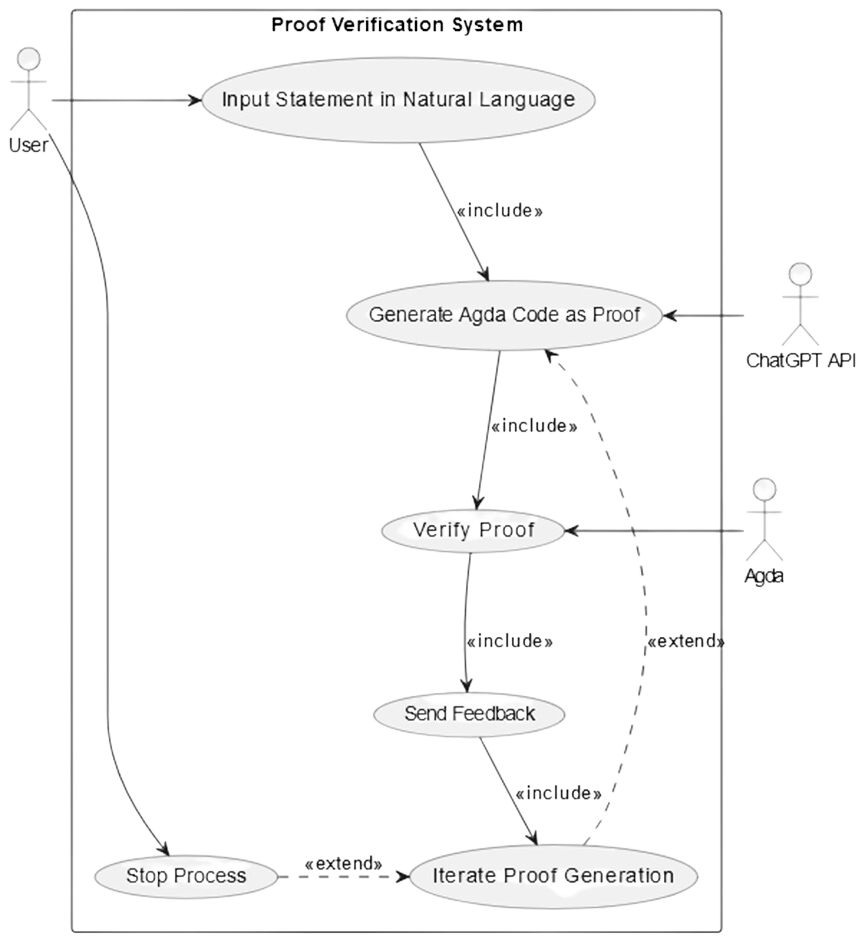 Proof Verification System
Input Statement in Natural Language
User
«include»
Generate Agda Code as Proof
ChatGPT API
«include»
Verify Proof
Agda
«include»
«extend»
Send Feedback
«include»
«extend»
Stop Process
Iterate Proof Generation